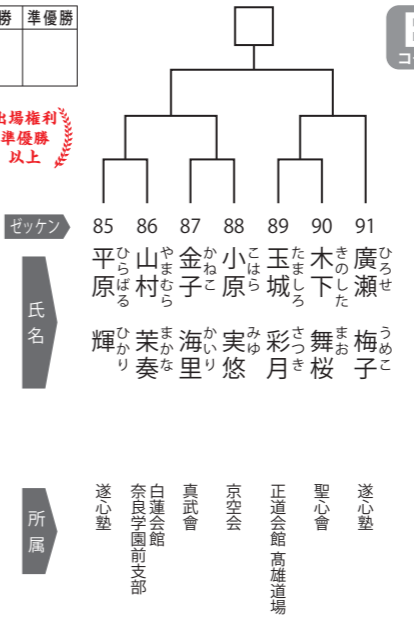 勝 準優勝
出場権利
準優勝
以上
コー
ゼッケン 85 86 87 88 89 90 91
氏名
平原 輝 ひらばる ひかり
山村 茉奏 やまむら まかな
金子 海里 かねこ かいり
小原 実悠 こはら みゆ
玉城 彩月 たましろ さつき
木下 舞桜 きのした まお
廣瀬 梅子 ひろせ うめこ
所属
遂心塾
白蓮会館
奈良学園前支部
真武會
京空会
正道会館 髙雄道場
聖心會
遂心塾